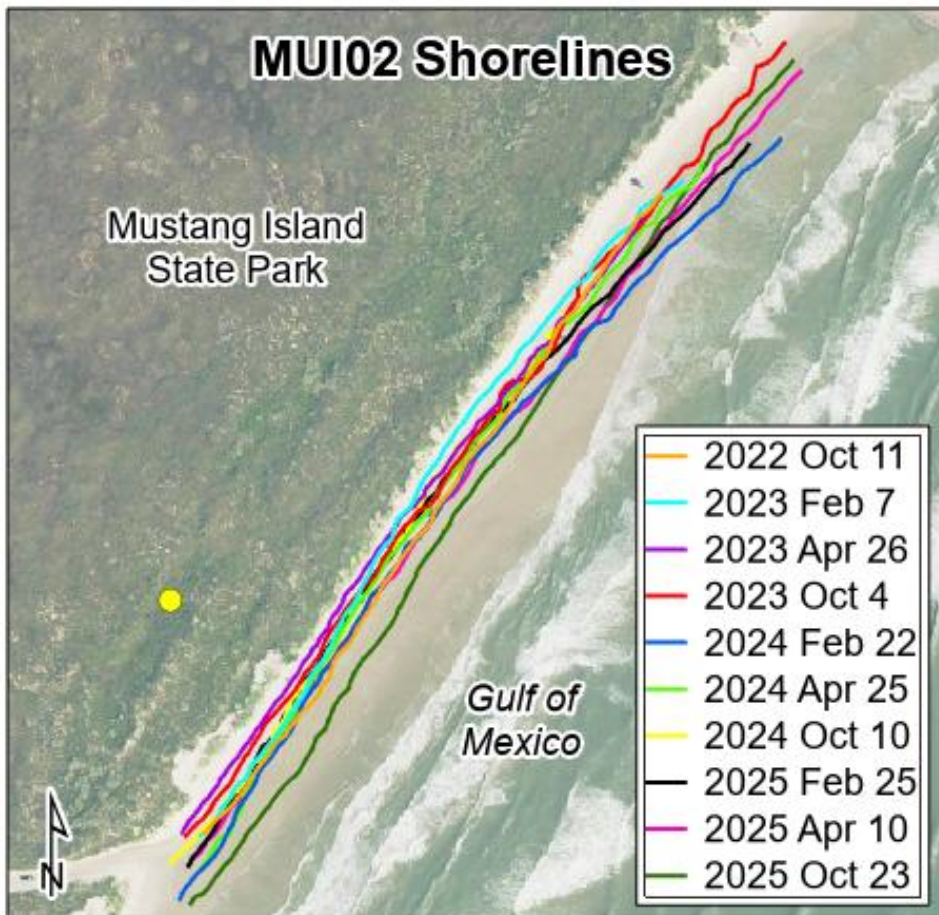 MUI02 Shorelines
Mustang Island
State Park
Gulf of
Mexico
2022 Oct 11
2023 Feb 7
2023 Apr 26
2023 Oct 4
2024 Feb 22
2024 Apr 25
2024 Oct 10
2025 Feb 25
2025 Apr 10
2025 Oct 23
N